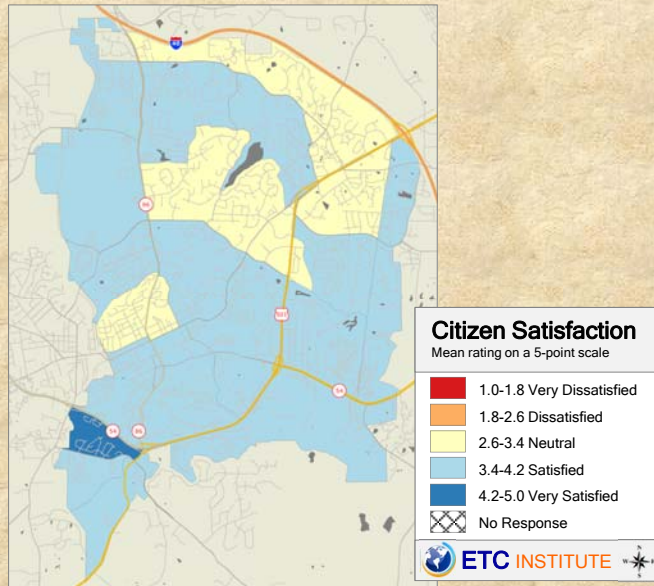 40
86
501
54
54
86
Citizen Satisfaction
Mean rating on a 5-point scale
1.0-1.8 Very Dissatisfied
1.8-2.6 Dissatisfied
2.6-3.4 Neutral
3.4-4.2 Satisfied
4.2-5.0 Very Satisfied
No Response
ETC INSTITUTE
N
W E
S